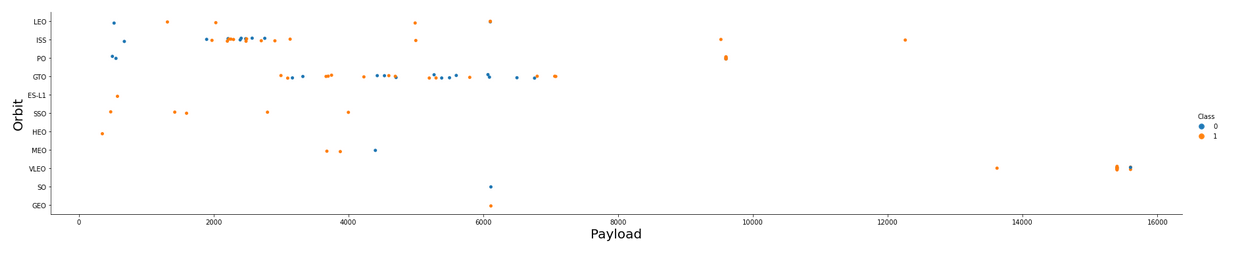 LEO
ISS
PO
GTO
ES-L1
SSO
HEO
MEO
VLEO
SO
GEO
Orbit
0 2000 4000 6000 8000 10000 12000 14000 16000
Payload
Class
0
1